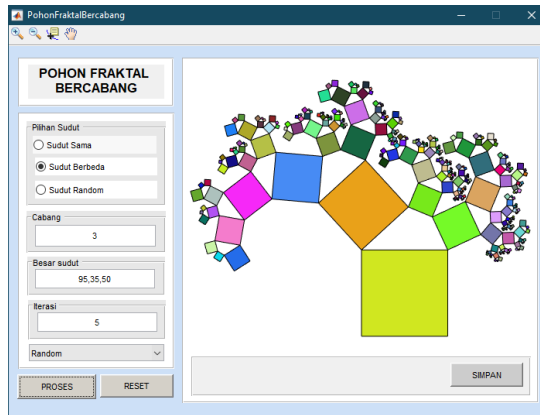 PohonFraktalBercabang
POHON FRAKTAL
BERCABANG
Pilihan Sudut
Sudut Sama
Sudut Berbeda
Sudut Random
Cabang
3
Besar sudut
95,35,50
Iterasi
5
Random
PROSES
RESET
SIMPAN